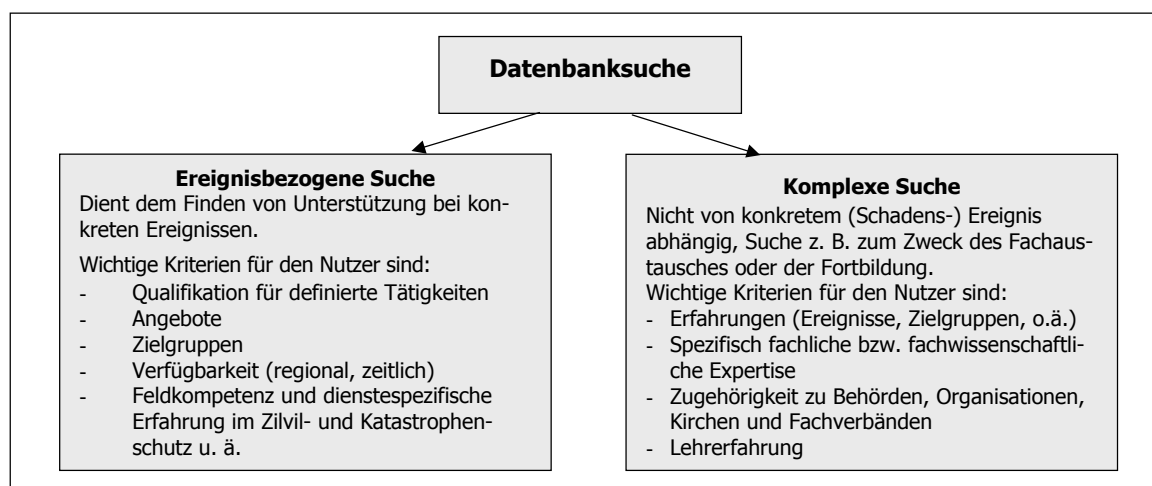 Datenbanksuche
Ereignisbezogene Suche
Dient dem Finden von Unterstützung bei kon-
kreten Ereignissen.
Wichtige Kriterien für den Nutzer sind:
- Qualifikation für definierte Tätigkeiten
- Angebote
- Zielgruppen
- Verfügbarkeit (regional, zeitlich)
- Feldkompetenz und dienstespezifische
Erfahrung im Zilvil- und Katastrophen-
schutz u. ä.
Komplexe Suche
Nicht von konkretem (Schadens-) Ereignis
abhängig, Suche z. B. zum Zweck des Fachaus-
tausches oder der Fortbildung.
Wichtige Kriterien für den Nutzer sind:
- Erfahrungen (Ereignisse, Zielgruppen, o.ä.)
- Spezifisch fachliche bzw. fachwissenschaftli-
che Expertise
- Zugehörigkeit zu Behörden, Organisationen,
Kirchen und Fachverbänden
- Lehrerfahrung